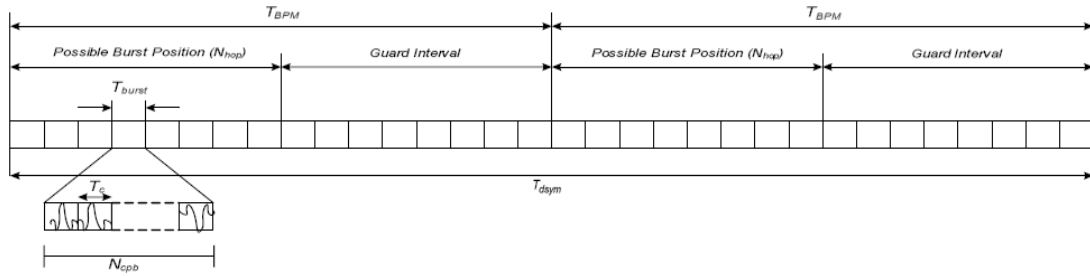 T_BPM T_BPM
Possible Burst Position (N_hop) Guard Interval Possible Burst Position (N_hop) Guard Interval
T_burst
T_dsym
T_c
N_cpb